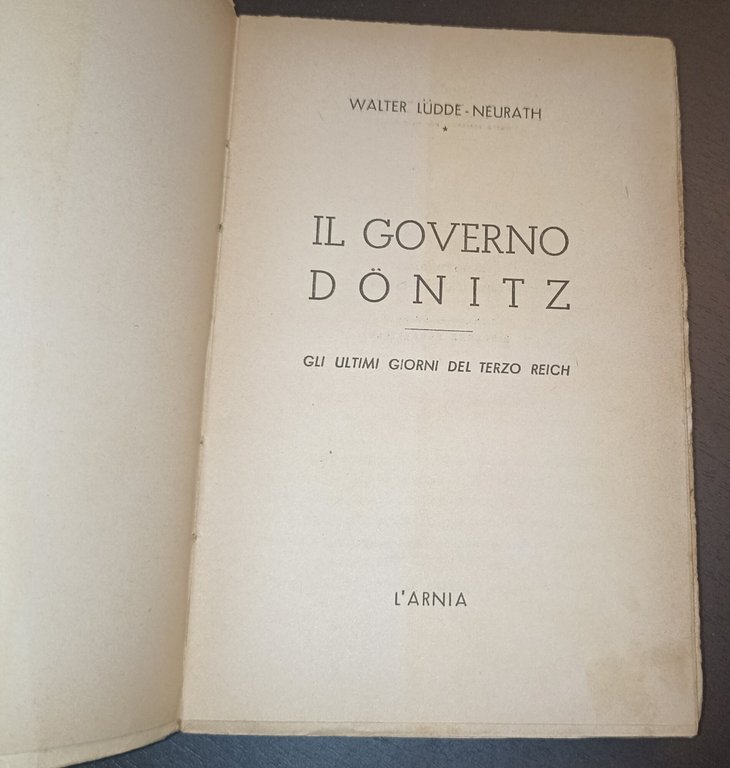 WALTER LÜDDE-NEURATH
*
IL GOVERNO
DÖNITZ
GLI ULTIMI GIORNI DEL TERZO REICH
L'ARNIA